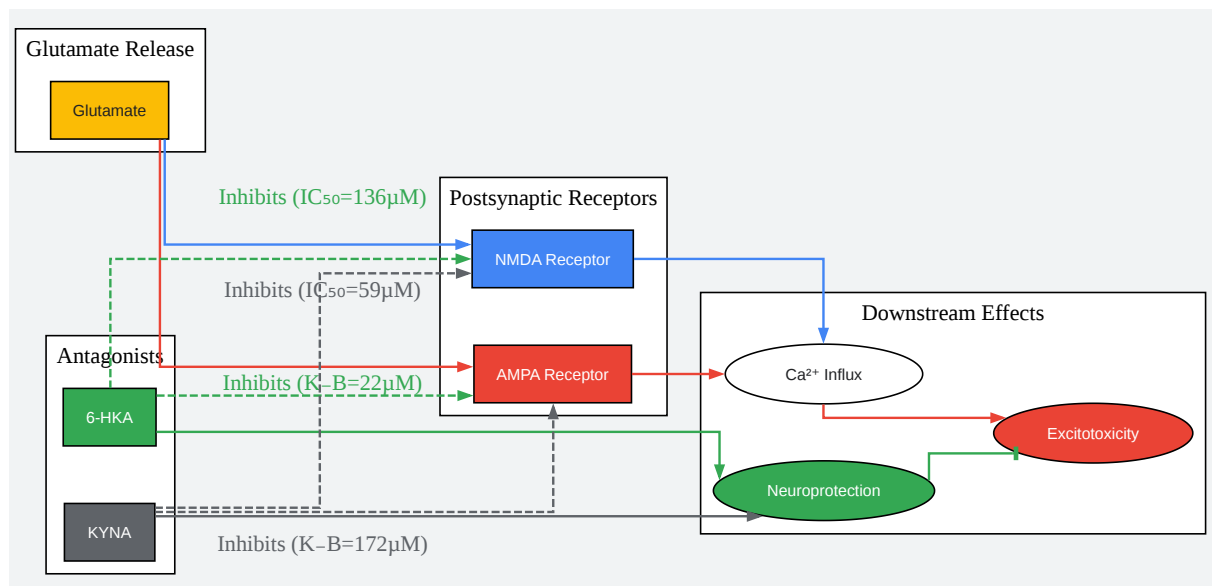 Glutamate Release
Glutamate
Inhibits (IC₅₀=136µM)
Postsynaptic Receptors
NMDA Receptor
Inhibits (IC₅₀=59µM)
Downstream Effects
Antagonists
AMPA Receptor
Ca²⁺ Influx
Inhibits (K₋B=22µM)
6-HKA
Excitotoxicity
Neuroprotection
KYNA
Inhibits (K₋B=172µM)